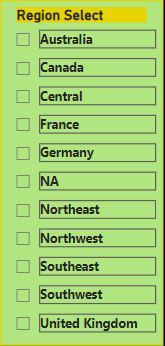 Region Select
Australia
Canada
Central
France
Germany
NA
Northeast
Northwest
Southeast
Southwest
United Kingdom